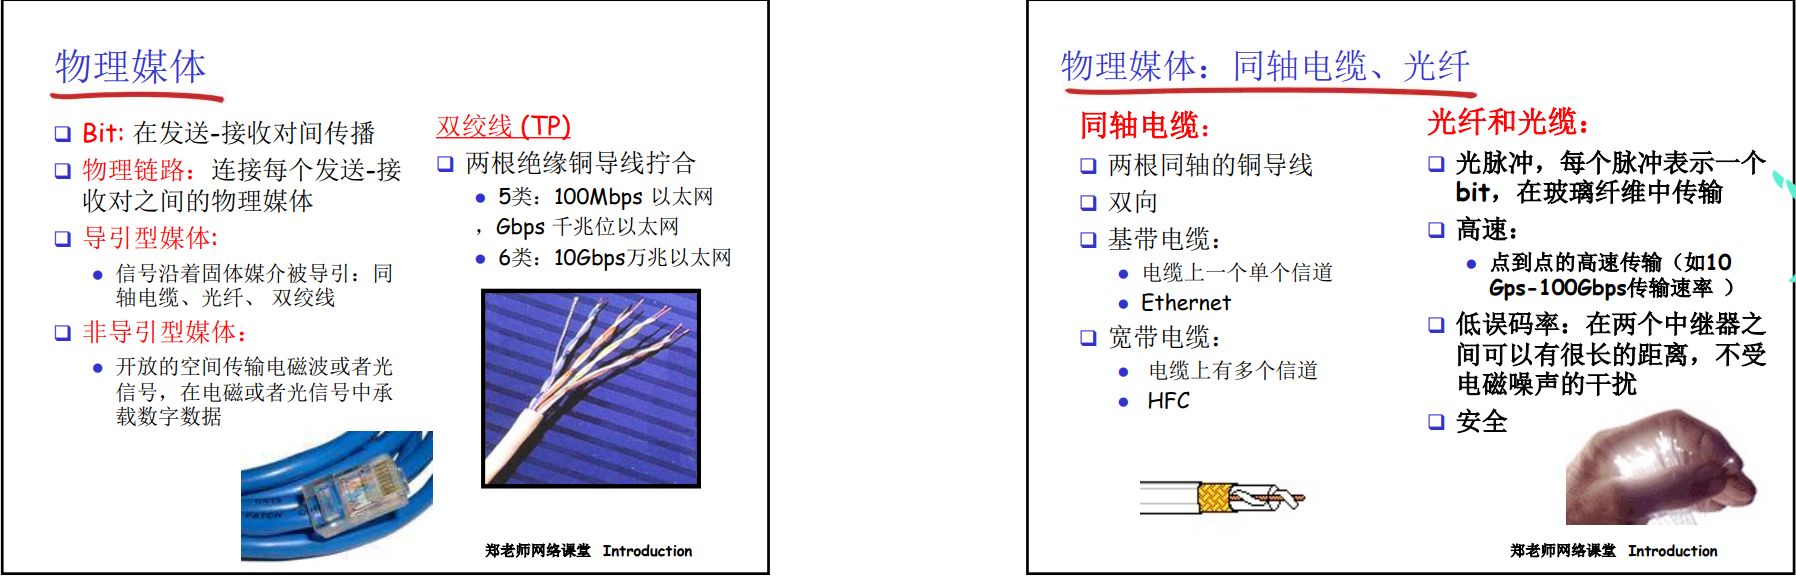 物理媒体
Bit: 在发送-接收对间传播
物理链路：连接每个发送-接
收对之间的物理媒体
导引型媒体:
信号沿着固体媒介被导引：同
轴电缆、光纤、 双绞线
非导引型媒体：
开放的空间传输电磁波或者光
信号，在电磁或者光信号中承
载数字数据
双绞线 (TP)
两根绝缘铜导线拧合
5类：100Mbps 以太网
，Gbps 千兆位以太网
6类：10Gbps万兆以太网
郑老师网络课堂 Introduction
物理媒体：同轴电缆、光纤
同轴电缆：
两根同轴的铜导线
双向
基带电缆：
电缆上一个单个信道
Ethernet
宽带电缆：
电缆上有多个信道
HFC
光纤和光缆：
光脉冲，每个脉冲表示一个
bit，在玻璃纤维中传输
高速：
点到点的高速传输（如10
Gps-100Gbps传输速率 ）
低误码率：在两个中继器之
间可以有很长的距离，不受
电磁噪声的干扰
安全
郑老师网络课堂 Introduction